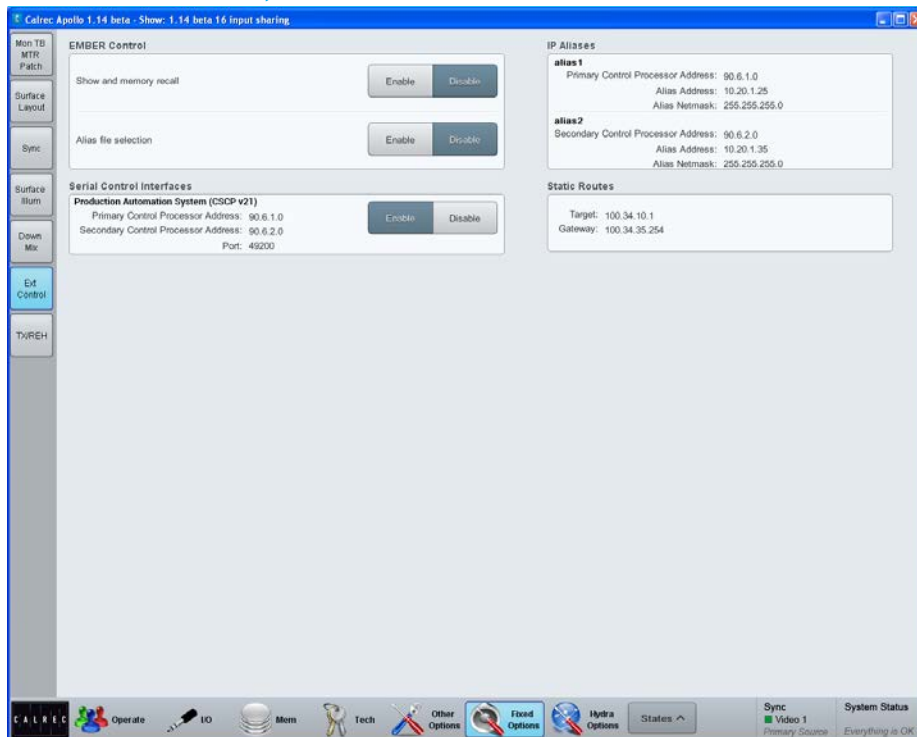 Calrec Apollo 1.14 beta - Show: 1.14 beta 16 input sharing
Mon TB
MTR
Patch
Surface
Layout
Sync
Surface
Illum
Down
Mix
Ext
Control
TX/REH
EMBER Control
Show and memory recall
Enable
Disable
Alias file selection
Enable
Disable
Serial Control Interfaces
Production Automation System (CSCP v21)
Primary Control Processor Address: 90.6.1.0
Secondary Control Processor Address: 90.6.2.0
Port: 49200
Enable
Disable
IP Aliases
alias1
Primary Control Processor Address: 90.6.1.0
Alias Address: 10.20.1.25
Alias Netmask: 255.255.255.0
alias2
Secondary Control Processor Address: 90.6.2.0
Alias Address: 10.20.1.35
Alias Netmask: 255.255.255.0
Static Routes
Target: 100.34.10.1
Gateway: 100.34.35.254
CALREC
Operate
I/O
Mem
Tech
Other
Options
Fixed
Options
Hydra
Options
States
Sync
Video 1
Primary Source
System Status
Everything is OK